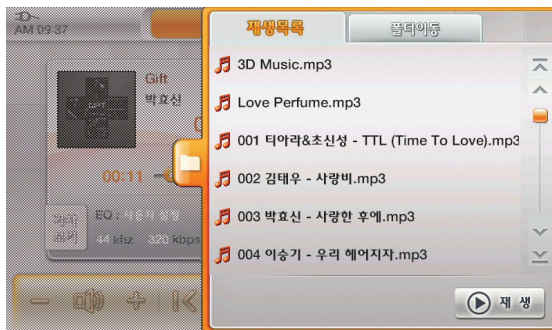 AM 09:37
Gift
박효신
00:11
EQ : 사용자 설정
44 khz 320 kbps
재생목록
폴더이동
3D Music.mp3
Love Perfume.mp3
001 티아라&초신성 - TTL (Time To Love).mp3
002 김태우 - 사랑비.mp3
003 박효신 - 사랑한 후에.mp3
004 이승기 - 우리 헤어지자.mp3
재 생